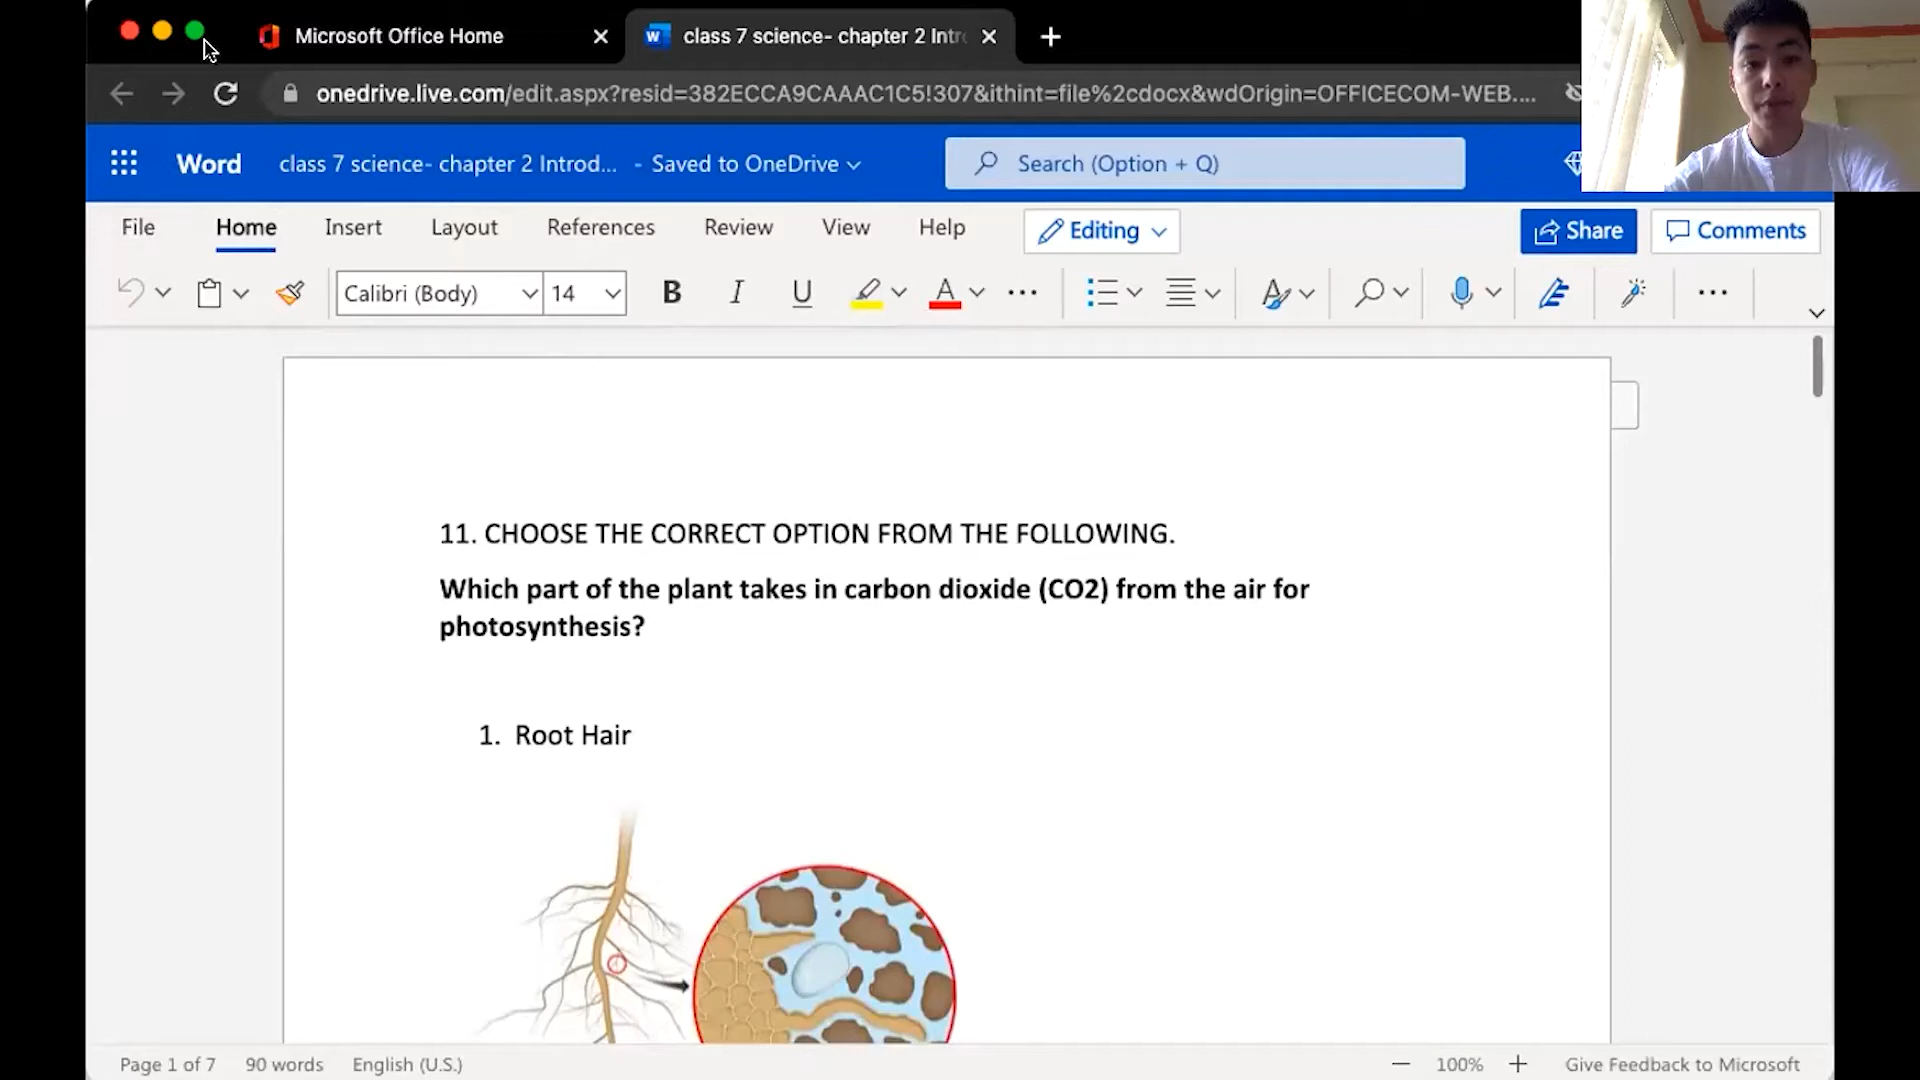 Microsoft Office Home
class 7 science- chapter 2 Intr
onedrive.live.com/edit.aspx?resid=382ECCA9CAAAC1C5!307&ithint=file%2cdocx&wdOrigin=OFFICECOM-WEB....
Word class 7 science- chapter 2 Introd... - Saved to OneDrive Search (Option + Q)
File Home Insert Layout References Review View Help Editing Share Comments
Calibri (Body) 14 B I U A
11. CHOOSE THE CORRECT OPTION FROM THE FOLLOWING.
Which part of the plant takes in carbon dioxide (CO2) from the air for
photosynthesis?
1. Root Hair
Page 1 of 7 90 words English (U.S.) 100% Give Feedback to Microsoft